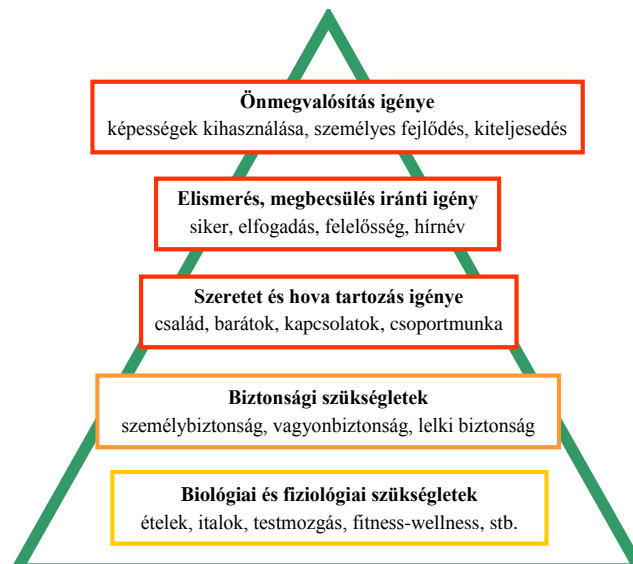 Önmegvalósítás igénye
képességek kihasználása, személyes fejlődés, kiteljesedés
Elismerés, megbecsülés iránti igény
siker, elfogadás, felelősség, hírnév
Szeretet és hova tartozás igénye
család, barátok, kapcsolatok, csoportmunka
Biztonsági szükségletek
személybiztonság, vagyonbiztonság, lelki biztonság
Biológiai és fiziológiai szükségletek
ételek, italok, testmozgás, fitness-wellness, stb.